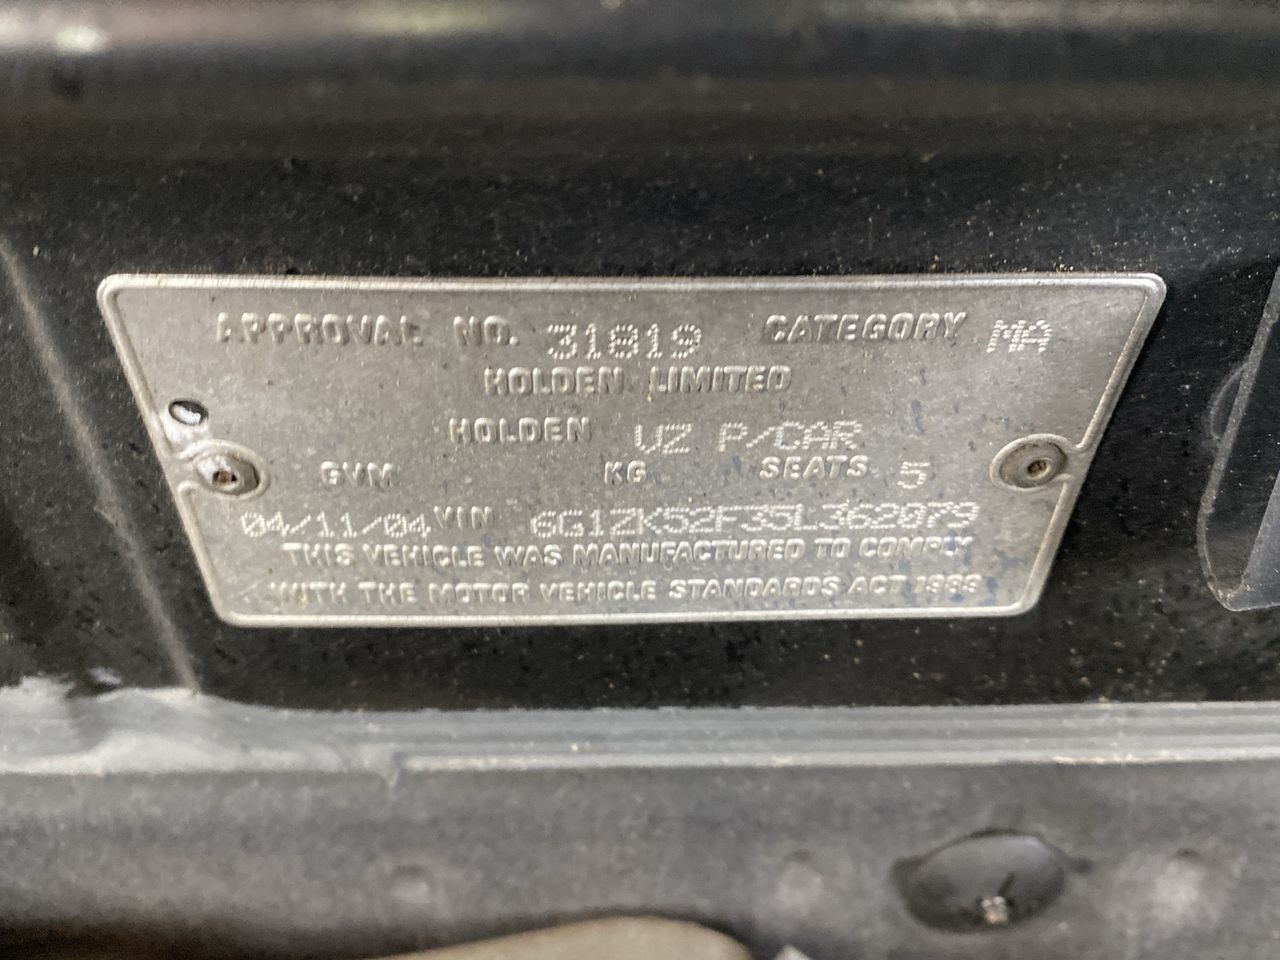 APPROVAL NO. 31819 CATEGORY MA
HOLDEN LIMITED
HOLDEN VZ P/CAR
GVM KG SEATS 5
04/11/04 VIN 6G1ZK52F35L362079
THIS VEHICLE WAS MANUFACTURED TO COMPLY
WITH THE MOTOR VEHICLE STANDARDS ACT 1989